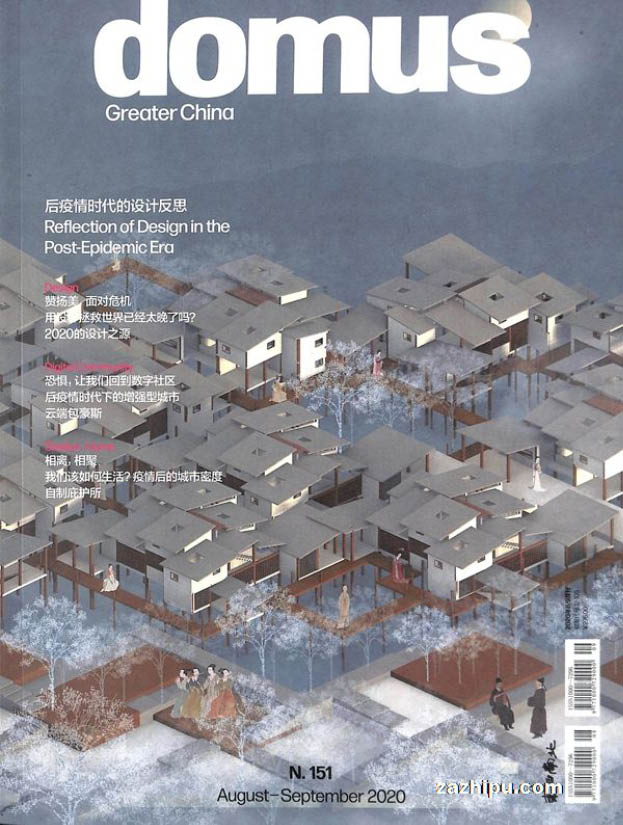 domus
Greater China
后疫情时代的设计反思
Reflection of Design in the
Post-Epidemic Era
Design
赞扬美，面对危机
用设计拯救世界已经太晚了吗?
2020的设计之源
Digital Community
恐惧，让我们回到数字社区
后疫情时代下的增强型城市
云端包豪斯
相离，相聚
我们该如何生活? 疫情后的城市密度
自制庇护所
N. 151
August–September 2020
zazhipu.com